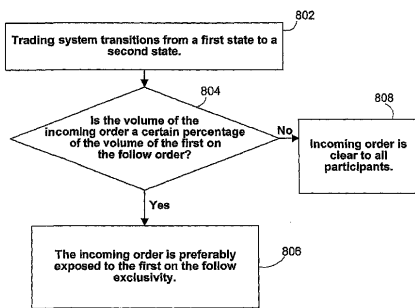 802
Trading system transitions from a first state to a
second state.
804
Is the volume of the
incoming order a certain percentage
of the volume of the first on
the follow order?
No
808
Incoming order is
clear to all
participants.
Yes
The incoming order is preferably
exposed to the first on the follow
exclusivity.
806